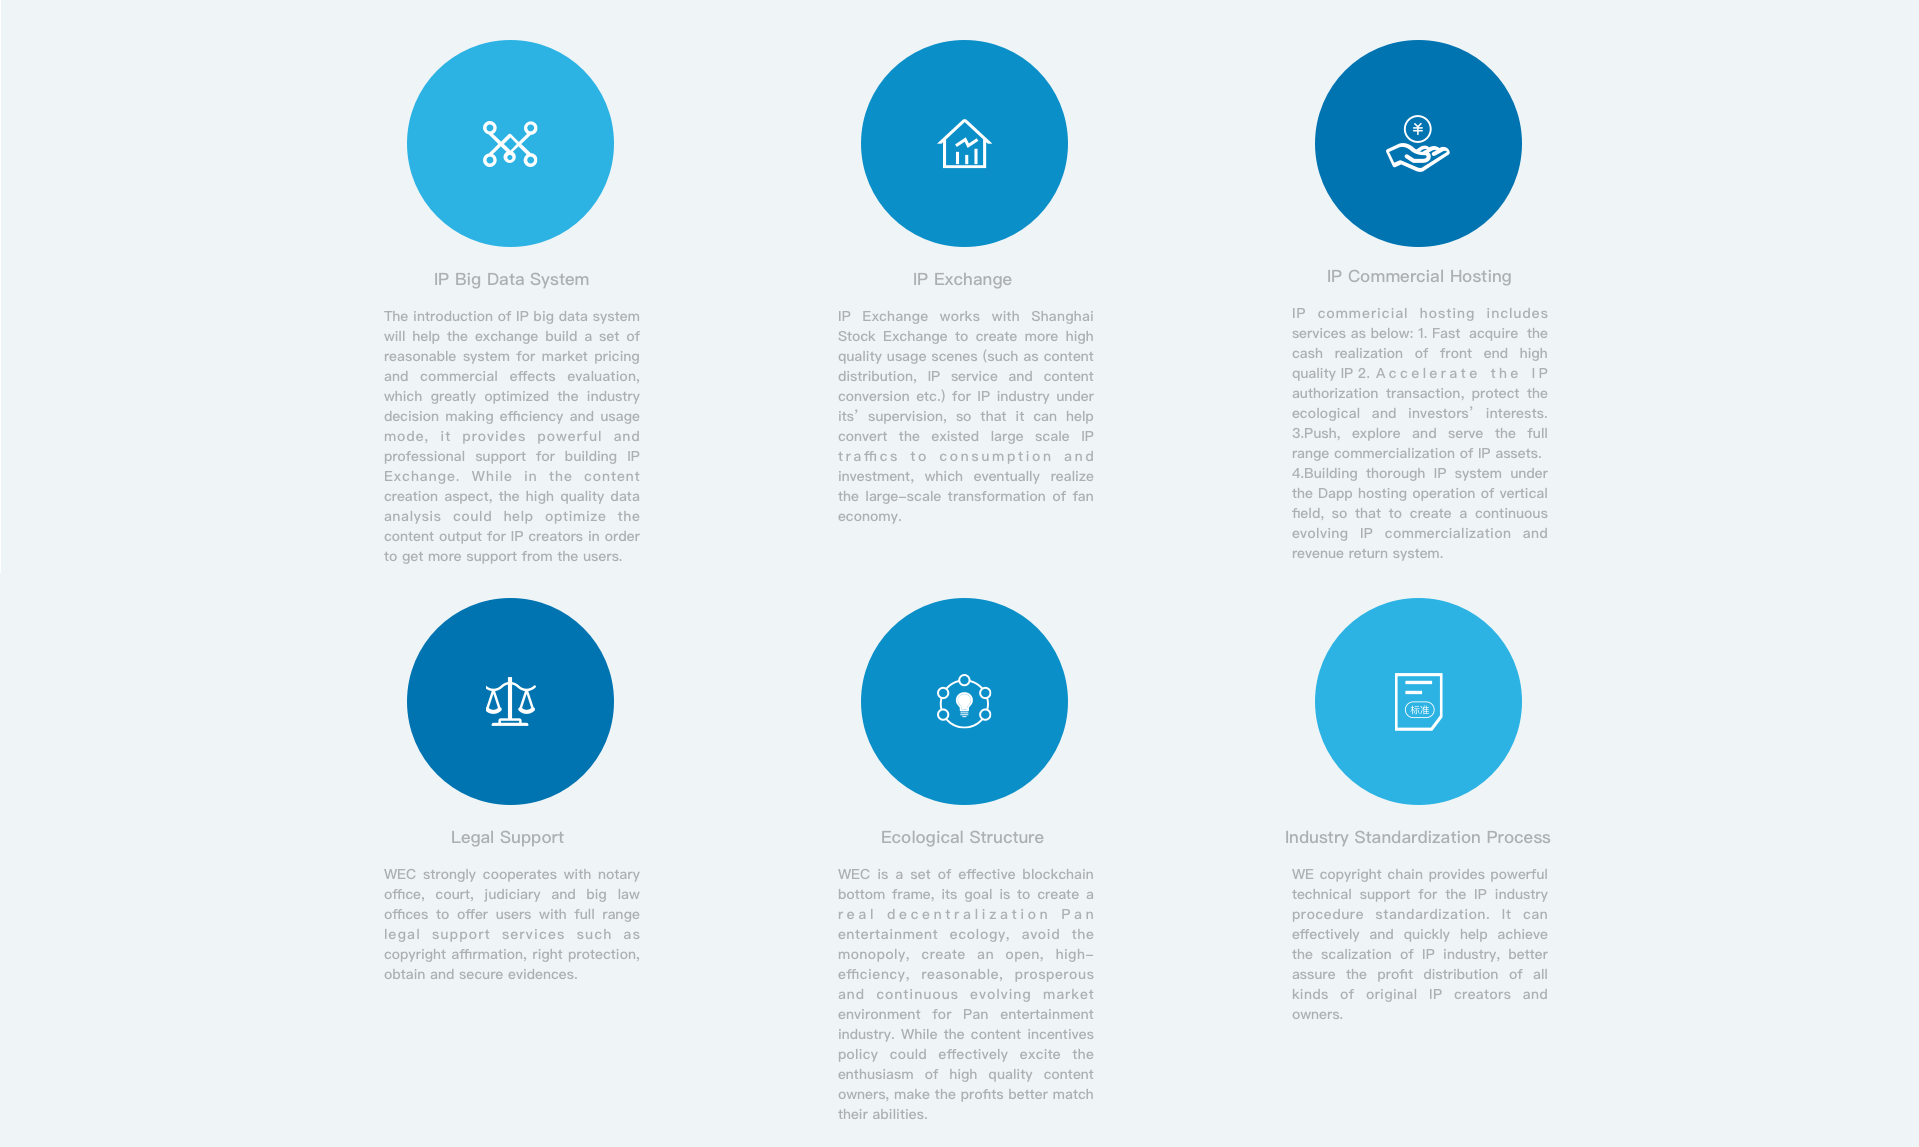 ¥
IP Big Data System
The introduction of IP big data system
will help the exchange build a set of
reasonable system for market pricing
and commercial effects evaluation,
which greatly optimized the industry
decision making efficiency and usage
mode, it provides powerful and
professional support for building IP
Exchange. While in the content
creation aspect, the high quality data
analysis could help optimize the
content output for IP creators in order
to get more support from the users.
IP Exchange
IP Exchange works with Shanghai
Stock Exchange to create more high
quality usage scenes (such as content
distribution, IP service and content
conversion etc.) for IP industry under
its’ supervision, so that it can help
convert the existed large scale IP
traffics to consumption and
investment, which eventually realize
the large-scale transformation of fan
economy.
IP Commercial Hosting
IP commericial hosting includes
services as below: 1. Fast acquire the
cash realization of front end high
quality IP 2. Accelerate the IP
authorization transaction, protect the
ecological and investors’ interests.
3.Push, explore and serve the full
range commercialization of IP assets.
4.Building thorough IP system under
the Dapp hosting operation of vertical
field, so that to create a continuous
evolving IP commercialization and
revenue return system.
Legal Support
WEC strongly cooperates with notary
office, court, judiciary and big law
offices to offer users with full range
legal support services such as
copyright affirmation, right protection,
obtain and secure evidences.
Ecological Structure
WEC is a set of effective blockchain
bottom frame, its goal is to create a
real decentralization Pan
entertainment ecology, avoid the
monopoly, create an open, high-
efficiency, reasonable, prosperous
and continuous evolving market
environment for Pan entertainment
industry. While the content incentives
policy could effectively excite the
enthusiasm of high quality content
owners, make the profits better match
their abilities.
标准
Industry Standardization Process
WE copyright chain provides powerful
technical support for the IP industry
procedure standardization. It can
effectively and quickly help achieve
the scalization of IP industry, better
assure the profit distribution of all
kinds of original IP creators and
owners.